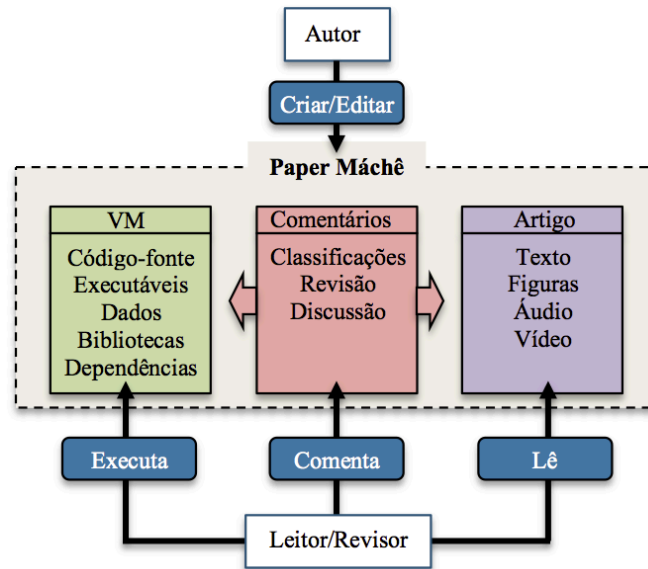 Autor
Criar/Editar
Paper Máchê
VM
Código-fonte
Executáveis
Dados
Bibliotecas
Dependências
Comentários
Classificações
Revisão
Discussão
Artigo
Texto
Figuras
Áudio
Vídeo
Executa
Comenta
Lê
Leitor/Revisor